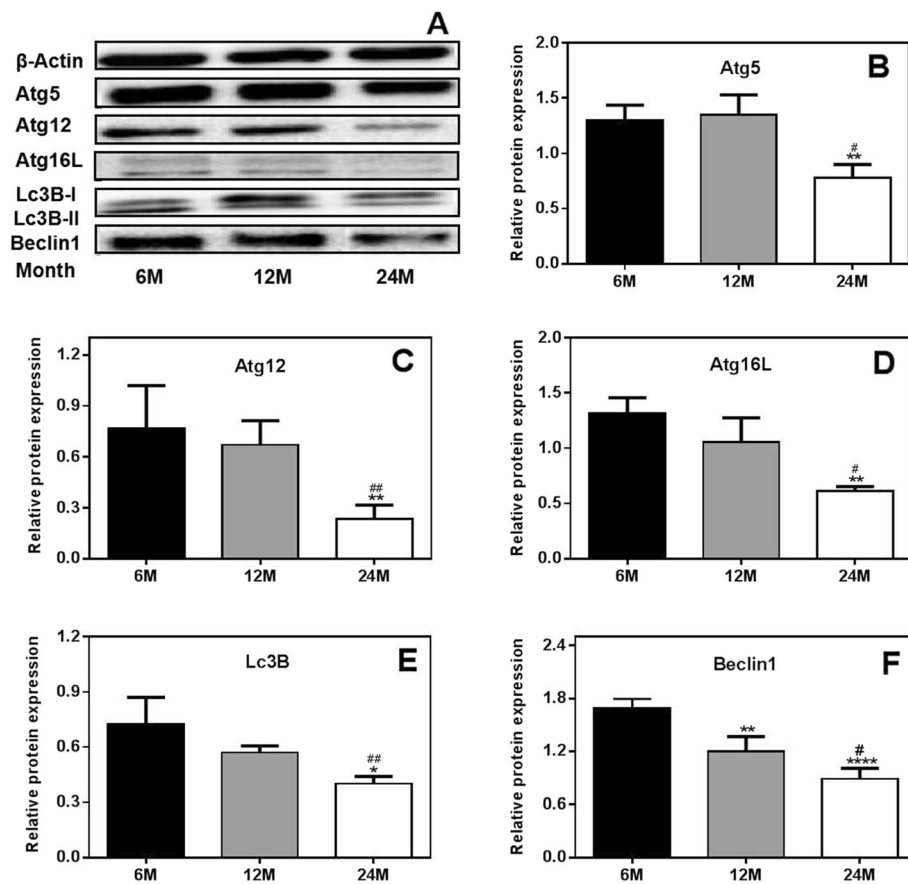 A
β-Actin
Atg5
Atg12
Atg16L
Lc3B-I
Lc3B-II
Beclin1
Month 6M 12M 24M
B
Atg5
Relative protein expression
2.0
1.5
1.0
0.5
0.0
#
**
6M 12M 24M
C
Atg12
Relative protein expression
1.2
0.9
0.6
0.3
0.0
##
**
6M 12M 24M
D
Atg16L
Relative protein expression
2.0
1.5
1.0
0.5
0.0
#
**
6M 12M 24M
E
Lc3B
Relative protein expression
1.2
0.9
0.6
0.3
0.0
##
*
6M 12M 24M
F
Beclin1
Relative protein expression
2.4
1.8
1.2
0.6
0.0
**
#
****
6M 12M 24M